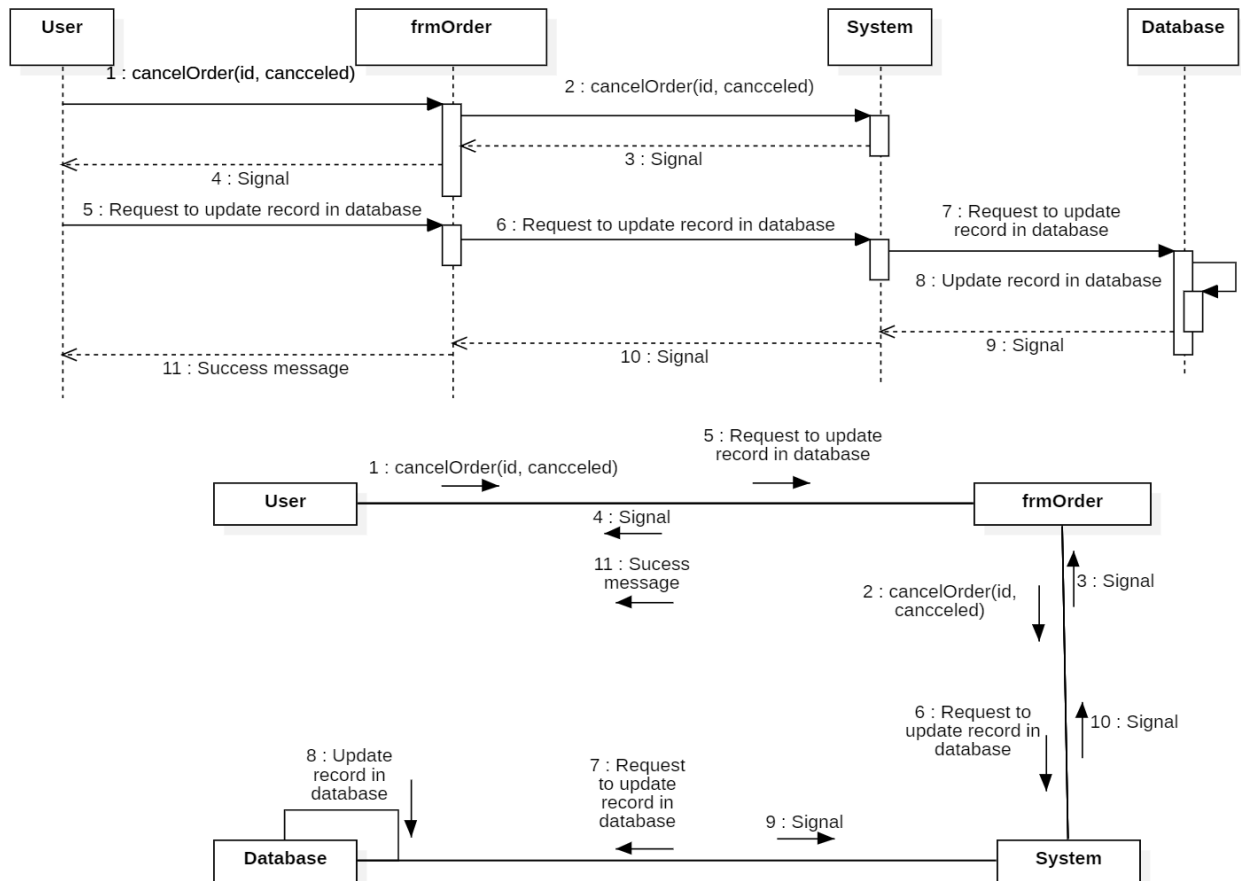 User
frmOrder
System
Database
1 : cancelOrder(id, cancceled)
2 : cancelOrder(id, cancceled)
3 : Signal
4 : Signal
5 : Request to update record in database
6 : Request to update record in database
7 : Request to update
record in database
8 : Update record in database
9 : Signal
10 : Signal
11 : Success message
5 : Request to update
record in database
1 : cancelOrder(id, cancceled)
User
frmOrder
4 : Signal
11 : Sucess
message
3 : Signal
2 : cancelOrder(id,
cancceled)
6 : Request to
update record in
database
10 : Signal
8 : Update
record in
database
7 : Request
to update
record in
database
9 : Signal
Database
System